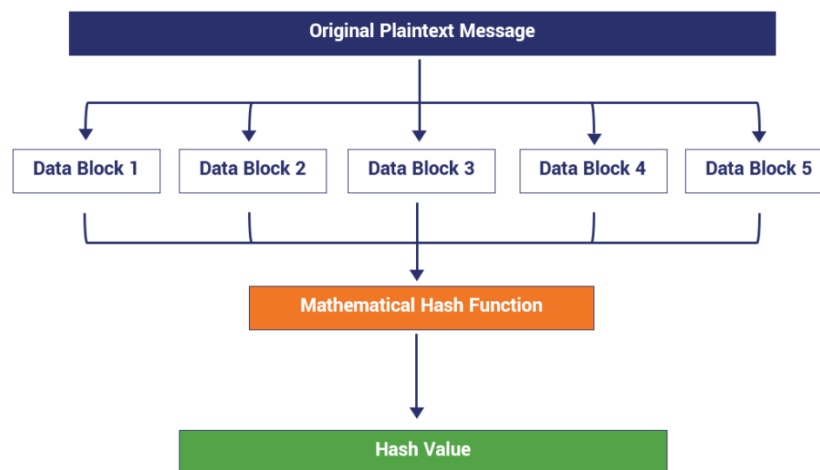 Original Plaintext Message
Data Block 1
Data Block 2
Data Block 3
Data Block 4
Data Block 5
Mathematical Hash Function
Hash Value